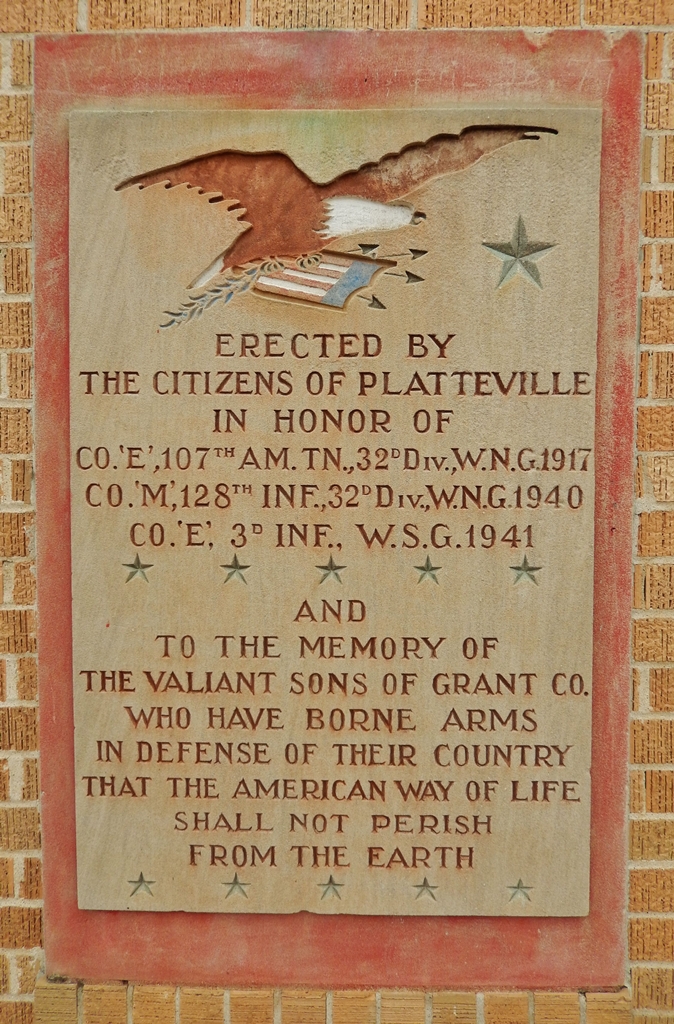 ERECTED BY
THE CITIZENS OF PLATTEVILLE
IN HONOR OF
CO. 'E', 107TH AM. TN., 32D DIV., W.N.G. 1917
CO. 'M', 128TH INF., 32D DIV., W.N.G. 1940
CO. 'E', 3D INF., W.S.G. 1941
AND
TO THE MEMORY OF
THE VALIANT SONS OF GRANT CO.
WHO HAVE BORNE ARMS
IN DEFENSE OF THEIR COUNTRY
THAT THE AMERICAN WAY OF LIFE
SHALL NOT PERISH
FROM THE EARTH